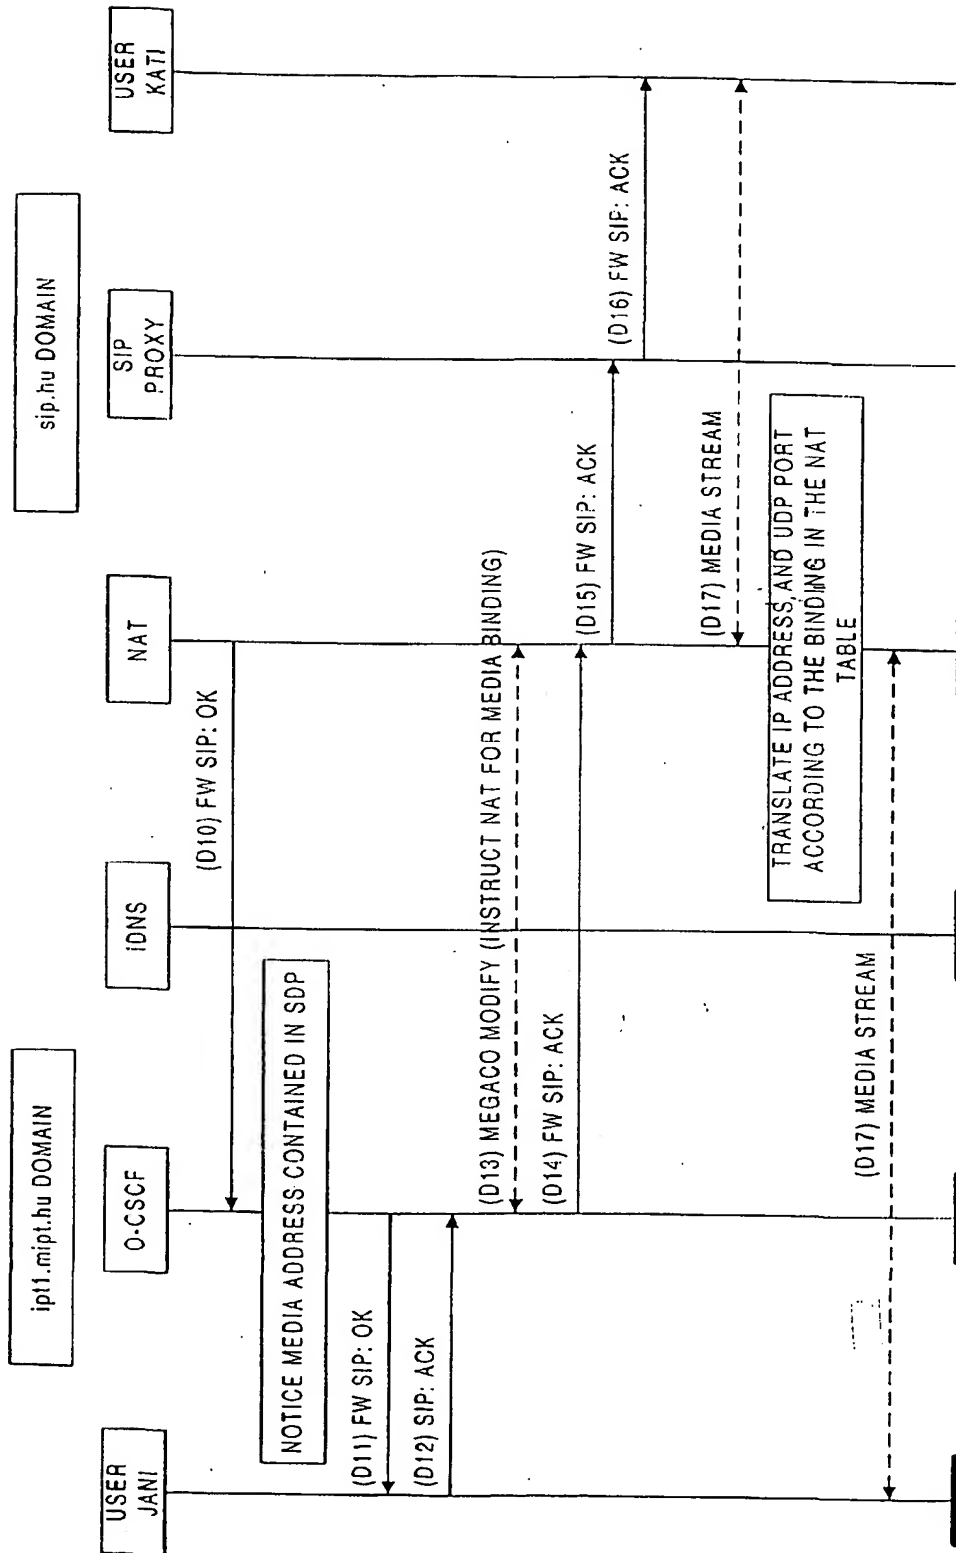 ipt1.mipt.hu DOMAIN
sip.hu DOMAIN
USER
JANI
O-CSCF
iDNS
NAT
SIP
PROXY
USER
KATI
(D10) FW SIP: OK
NOTICE MEDIA ADDRESS CONTAINED IN SDP
(D11) FW SIP: OK
(D12) SIP: ACK
(D13) MEGACO MODIFY (INSTRUCT NAT FOR MEDIA BINDING)
(D14) FW SIP: ACK
(D15) FW SIP: ACK
(D16) FW SIP: ACK
(D17) MEDIA STREAM
TRANSLATE IP ADDRESS AND UDP PORT
ACCORDING TO THE BINDING IN THE NAT
TABLE
(D17) MEDIA STREAM